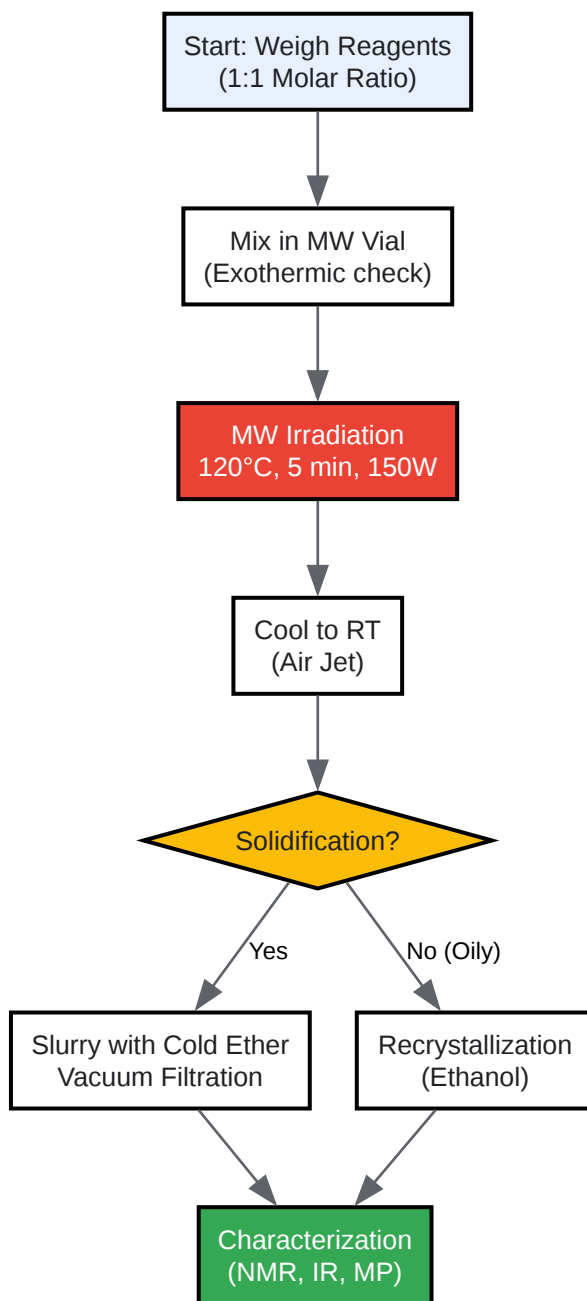 Start: Weigh Reagents
(1:1 Molar Ratio)
Mix in MW Vial
(Exothermic check)
MW Irradiation
120°C, 5 min, 150W
Cool to RT
(Air Jet)
Solidification?
Yes
No (Oily)
Slurry with Cold Ether
Vacuum Filtration
Recrystallization
(Ethanol)
Characterization
(NMR, IR, MP)